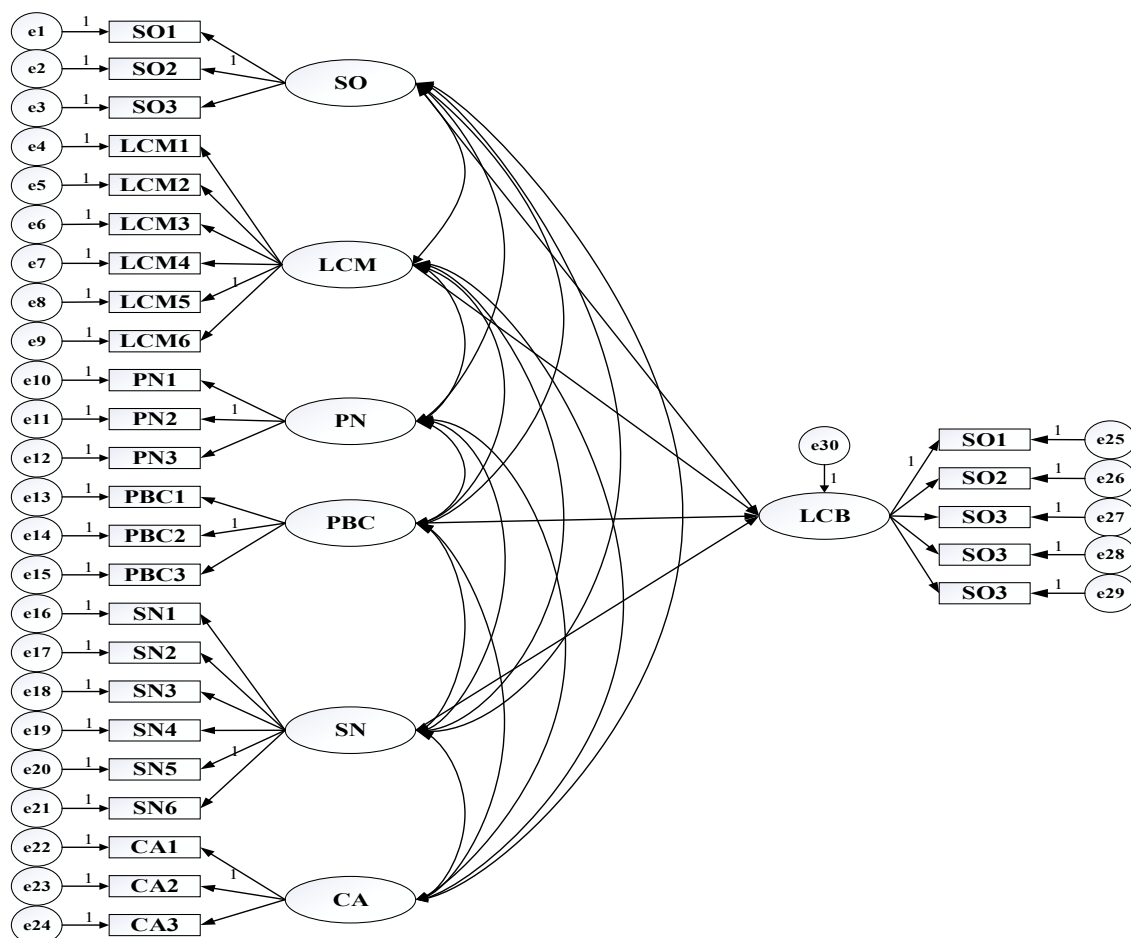 e1 1 SO1
e2 1 SO2 1 SO
e3 1 SO3
e4 1 LCM1
e5 1 LCM2
e6 1 LCM3
e7 1 LCM4 LCM
e8 1 LCM5 1
e9 1 LCM6
e10 1 PN1
e11 1 PN2 1 PN
e12 1 PN3
e13 1 PBC1
e14 1 PBC2 1 PBC
e15 1 PBC3
e16 1 SN1
e17 1 SN2
e18 1 SN3
e19 1 SN4 SN
e20 1 SN5 1
e21 1 SN6
e22 1 CA1
e23 1 CA2 1 CA
e24 1 CA3
e30
1
LCB
1 SO1 1 e25
SO2 1 e26
SO3 1 e27
SO3 1 e28
SO3 1 e29